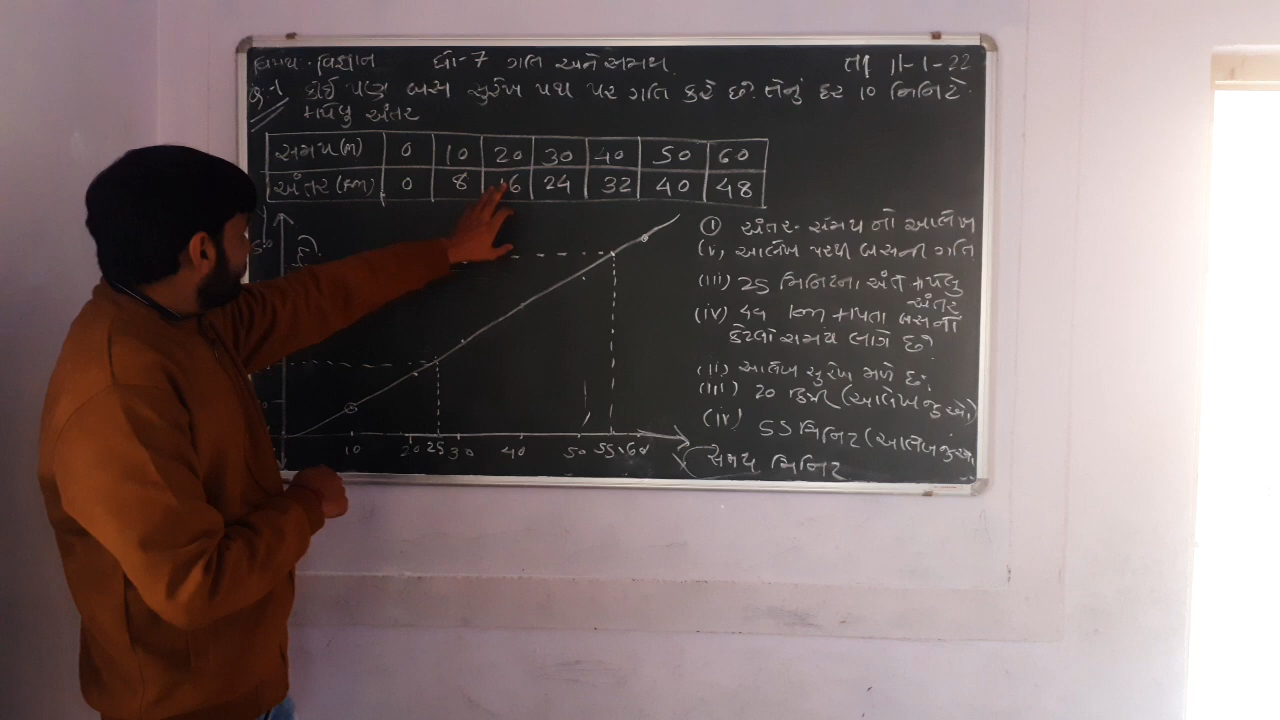 વિષય - વિજ્ઞાન ધો-7 ગતિ અને સમય તા 11-1-22
પ્ર-1 કોઈ પણ બસ સુરેખ પથ પર ગતિ કરે છે. તેનું દર 10 મિનિટે
કપાયેલુ અંતર
સમય(m) 0 10 20 30 40 50 60
અંતર(km) 0 8 16 24 32 40 48
① અંતર-સમય નો આલેખ
(ii) આલેખ પરથી બસની ગતિ
(iii) 25 મિનિટના અંતે કપાયેલુ
અંતર
(iv) 44 km કાપતા બસને
કેટલો સમય લાગે છે?
(ii) આલેખ સુરેખ મળે છે.
(iii) 20 કિમી (આલેખ જુઓ)
(iv) 55 મિનિટ (આલેખ જુઓ)
10 20 25 30 40 50 55 60
સમય મિનિટ